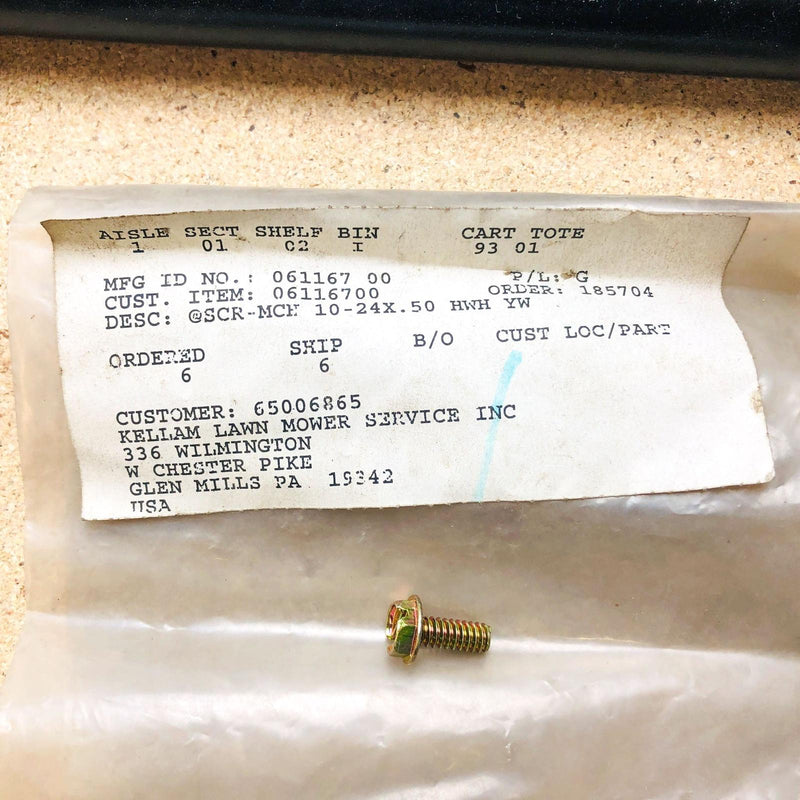 AISLE SECT SHELF BIN CART TOTE
1 01 02 I 93 01
MFG ID NO.: 061167 00 P/L: G
CUST. ITEM: 06116700 ORDER: 185704
DESC: @SCR-MCH 10-24X.50 HWH YW
ORDERED SHIP B/O CUST LOC/PART
6 6
CUSTOMER: 65006865
KELLAM LAWN MOWER SERVICE INC
336 WILMINGTON
W CHESTER PIKE
GLEN MILLS PA 19342
USA